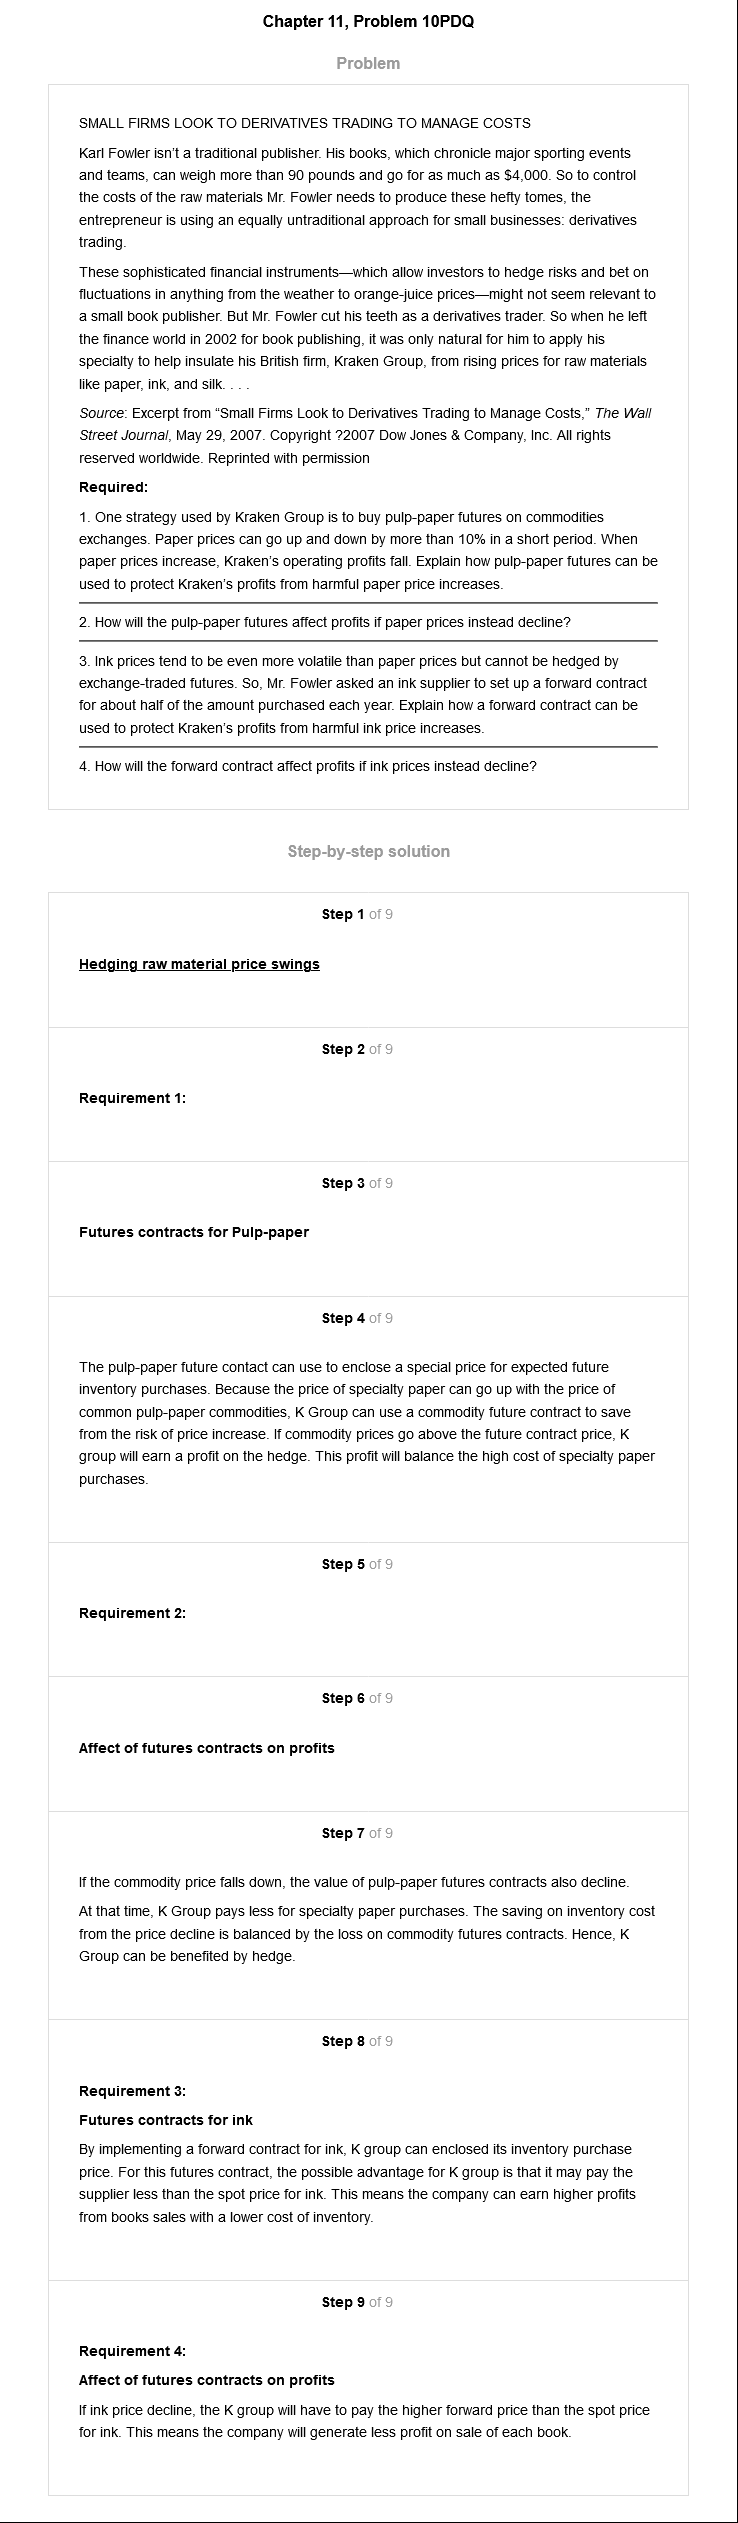 Chapter 11, Problem 10PDQ
Problem
SMALL FIRMS LOOK TO DERIVATIVES TRADING TO MANAGE COSTS
Karl Fowler isn’t a traditional publisher. His books, which chronicle major sporting events
and teams, can weigh more than 90 pounds and go for as much as $4,000. So to control
the costs of the raw materials Mr. Fowler needs to produce these hefty tomes, the
entrepreneur is using an equally untraditional approach for small businesses: derivatives
trading.
These sophisticated financial instruments—which allow investors to hedge risks and bet on
fluctuations in anything from the weather to orange-juice prices—might not seem relevant to
a small book publisher. But Mr. Fowler cut his teeth as a derivatives trader. So when he left
the finance world in 2002 for book publishing, it was only natural for him to apply his
specialty to help insulate his British firm, Kraken Group, from rising prices for raw materials
like paper, ink, and silk. . . .
Source: Excerpt from “Small Firms Look to Derivatives Trading to Manage Costs,” The Wall
Street Journal, May 29, 2007. Copyright ?2007 Dow Jones & Company, Inc. All rights
reserved worldwide. Reprinted with permission
Required:
1. One strategy used by Kraken Group is to buy pulp-paper futures on commodities
exchanges. Paper prices can go up and down by more than 10% in a short period. When
paper prices increase, Kraken’s operating profits fall. Explain how pulp-paper futures can be
used to protect Kraken’s profits from harmful paper price increases.
2. How will the pulp-paper futures affect profits if paper prices instead decline?
3. Ink prices tend to be even more volatile than paper prices but cannot be hedged by
exchange-traded futures. So, Mr. Fowler asked an ink supplier to set up a forward contract
for about half of the amount purchased each year. Explain how a forward contract can be
used to protect Kraken’s profits from harmful ink price increases.
4. How will the forward contract affect profits if ink prices instead decline?
Step-by-step solution
Step 1 of 9
Hedging raw material price swings
Step 2 of 9
Requirement 1:
Step 3 of 9
Futures contracts for Pulp-paper
Step 4 of 9
The pulp-paper future contact can use to enclose a special price for expected future
inventory purchases. Because the price of specialty paper can go up with the price of
common pulp-paper commodities, K Group can use a commodity future contract to save
from the risk of price increase. If commodity prices go above the future contract price, K
group will earn a profit on the hedge. This profit will balance the high cost of specialty paper
purchases.
Step 5 of 9
Requirement 2:
Step 6 of 9
Affect of futures contracts on profits
Step 7 of 9
If the commodity price falls down, the value of pulp-paper futures contracts also decline.
At that time, K Group pays less for specialty paper purchases. The saving on inventory cost
from the price decline is balanced by the loss on commodity futures contracts. Hence, K
Group can be benefited by hedge.
Step 8 of 9
Requirement 3:
Futures contracts for ink
By implementing a forward contract for ink, K group can enclosed its inventory purchase
price. For this futures contract, the possible advantage for K group is that it may pay the
supplier less than the spot price for ink. This means the company can earn higher profits
from books sales with a lower cost of inventory.
Step 9 of 9
Requirement 4:
Affect of futures contracts on profits
If ink price decline, the K group will have to pay the higher forward price than the spot price
for ink. This means the company will generate less profit on sale of each book.